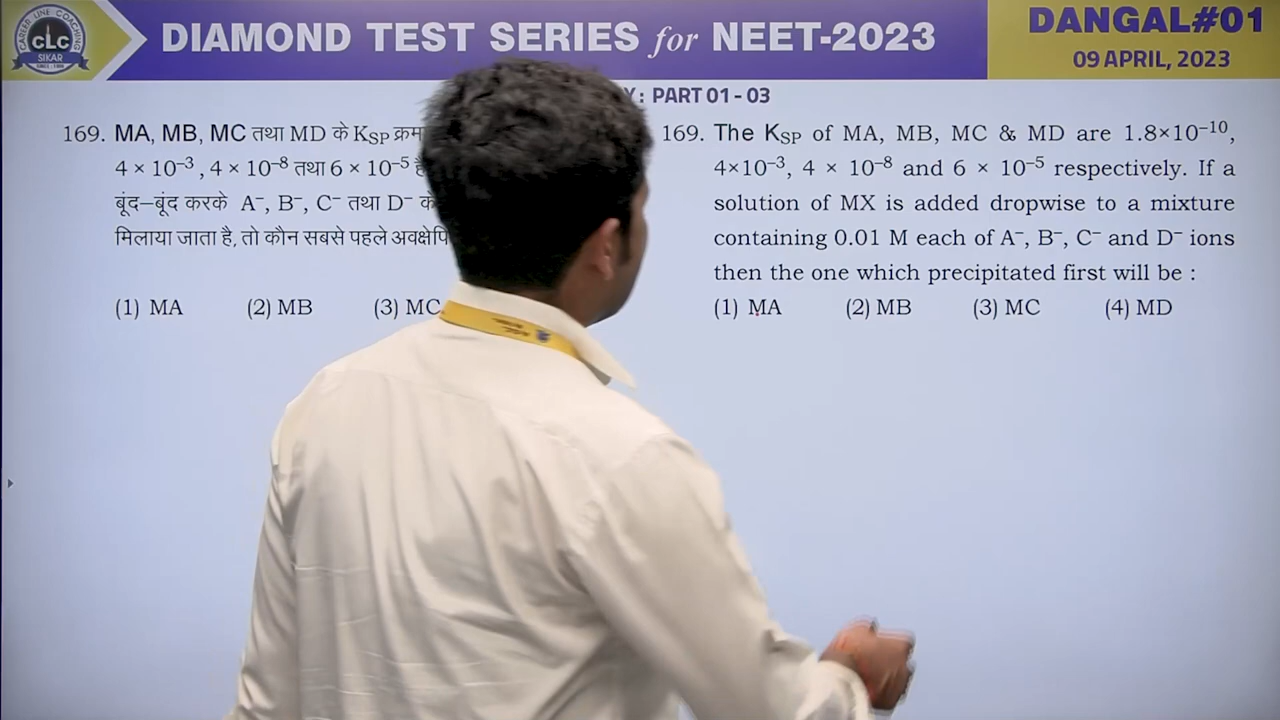 CAREER LINE COACHING
CLC
SIKAR
DIAMOND TEST SERIES for NEET-2023
DANGAL#01
09 APRIL, 2023
: PART 01 - 03
169. MA, MB, MC तथा MD के KSP
4 × 10⁻³ , 4 × 10⁻⁸ तथा 6 × 10⁻⁵
बूंद–बूंद करके A⁻, B⁻, C⁻ तथा D⁻
मिलाया जाता है, तो कौन सबसे पहले
(1) MA (2) MB (3) MC
169. The KSP of MA, MB, MC & MD are 1.8×10⁻¹⁰,
4×10⁻³, 4 × 10⁻⁸ and 6 × 10⁻⁵ respectively. If a
solution of MX is added dropwise to a mixture
containing 0.01 M each of A⁻, B⁻, C⁻ and D⁻ ions
then the one which precipitated first will be :
(1) MA (2) MB (3) MC (4) MD